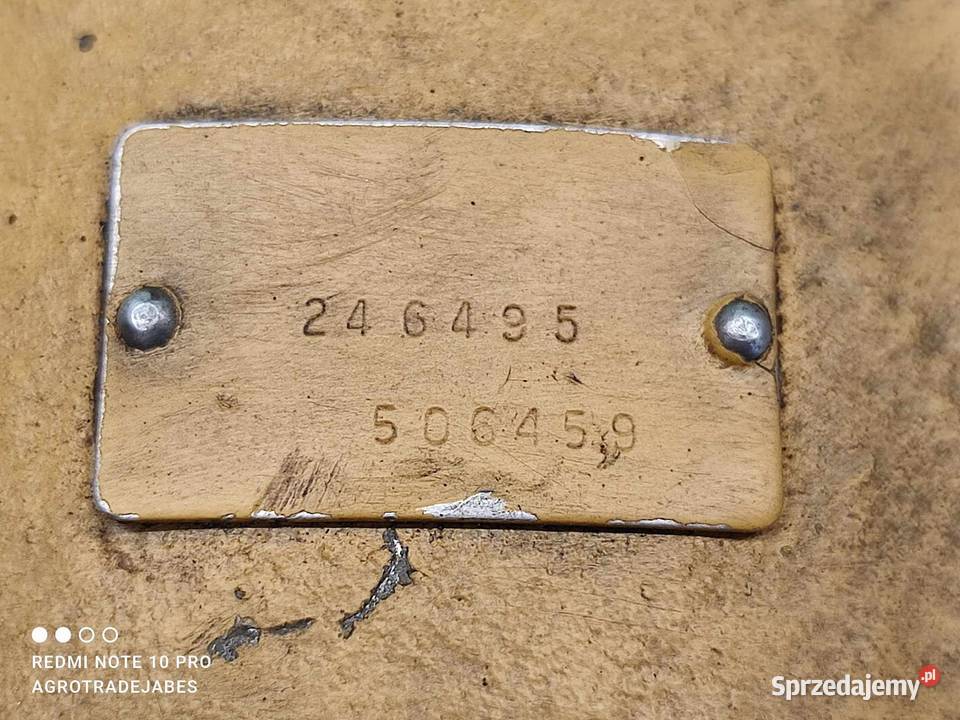 246495
506459
REDMI NOTE 10 PRO
AGROTRADEJABES
Sprzedajemy.pl